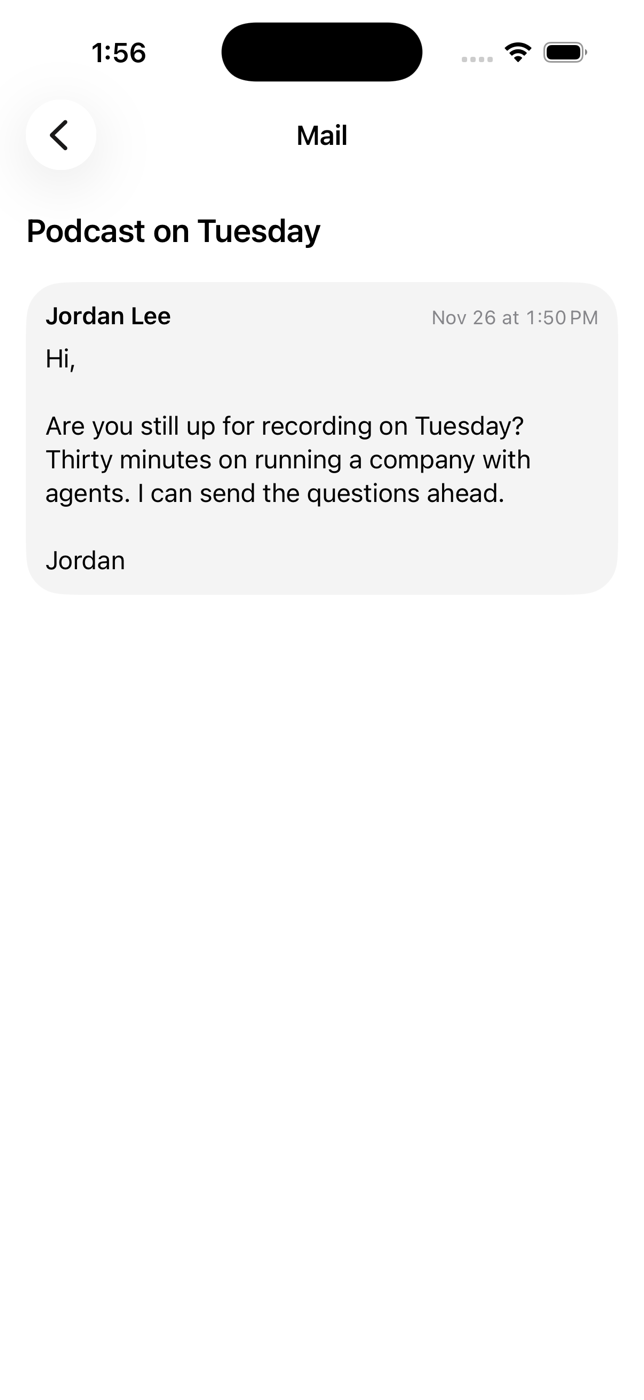 1:56
Mail
Podcast on Tuesday
Jordan Lee
Nov 26 at 1:50 PM
Hi,
Are you still up for recording on Tuesday?
Thirty minutes on running a company with
agents. I can send the questions ahead.
Jordan